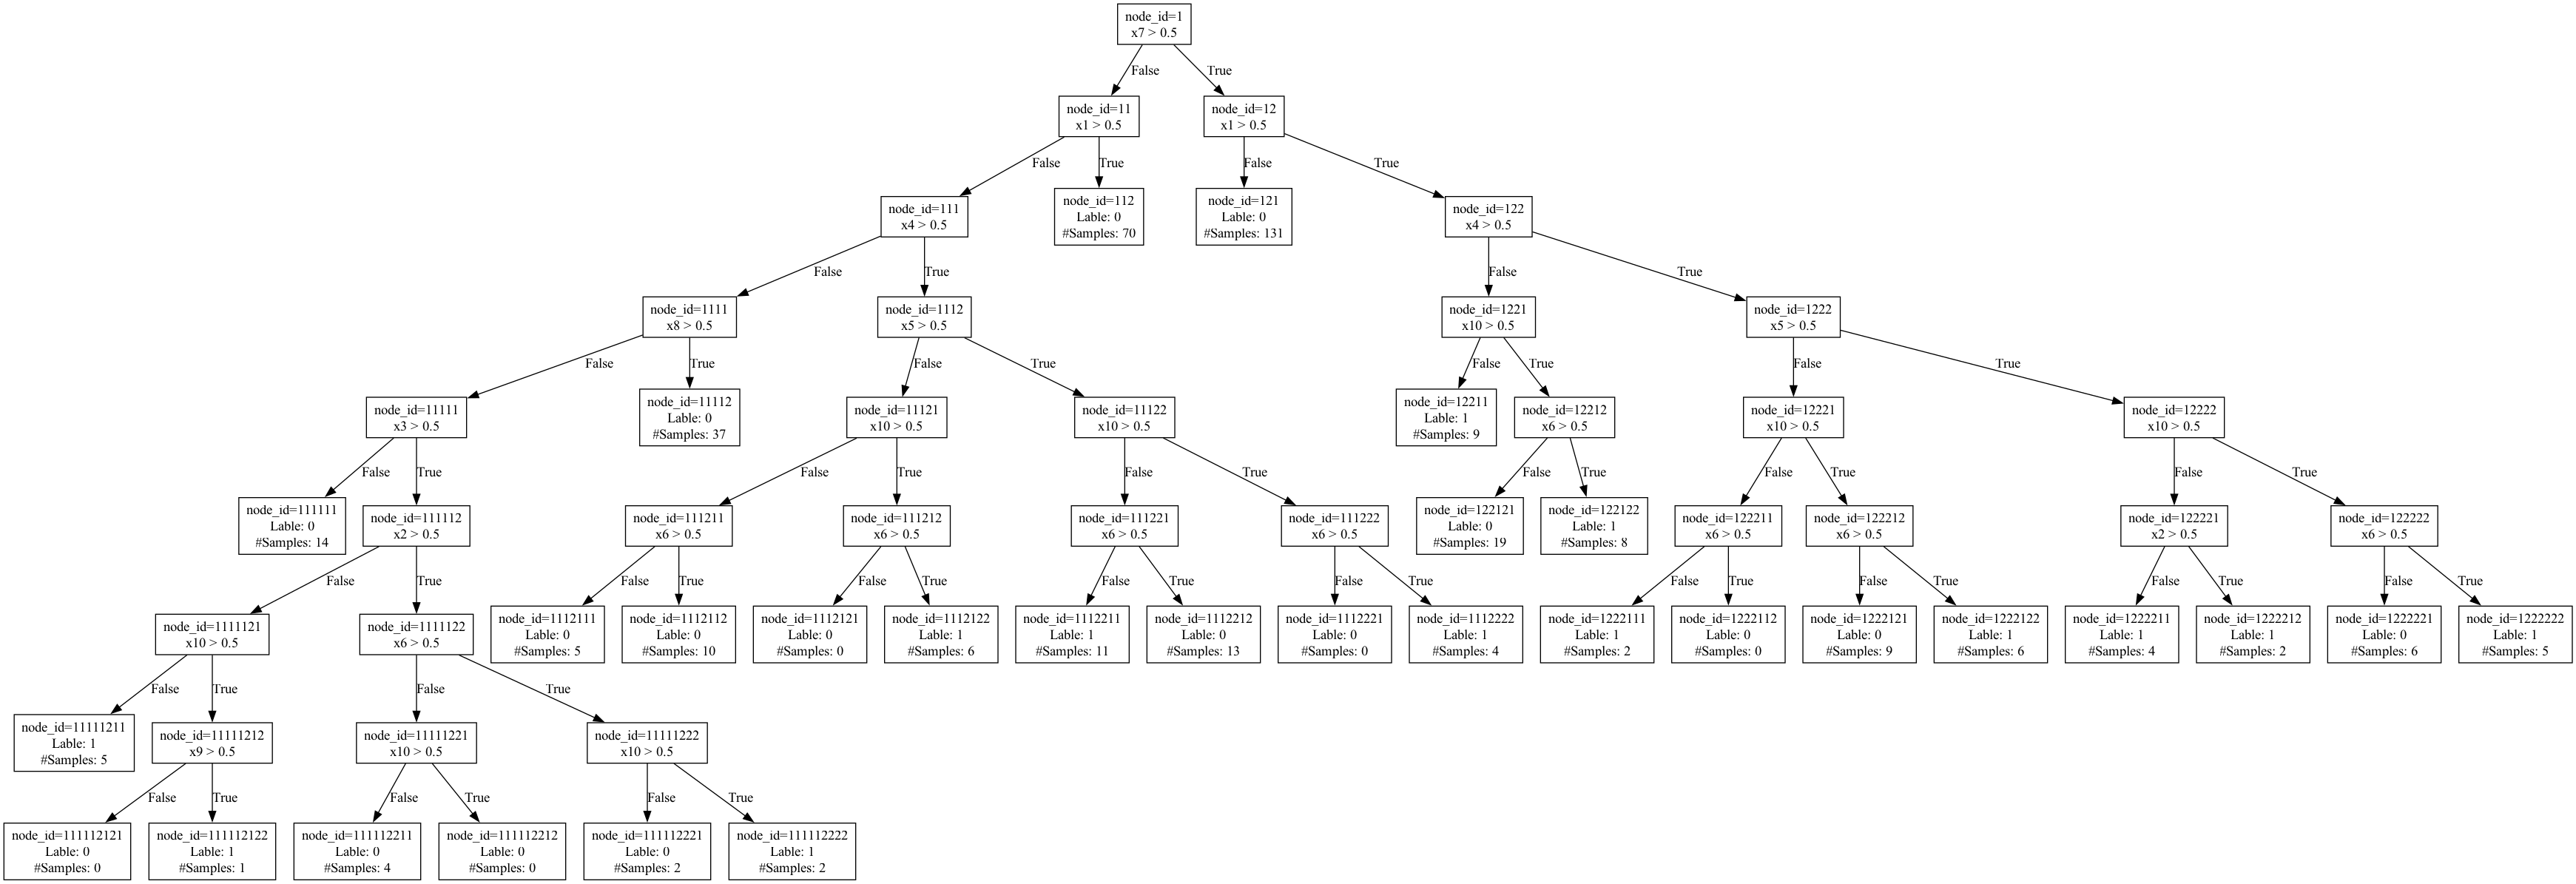 node_id=1
x7 > 0.5
False
True
node_id=11
x1 > 0.5
node_id=12
x1 > 0.5
False
True
False
True
node_id=111
x4 > 0.5
node_id=112
Lable: 0
#Samples: 70
node_id=121
Lable: 0
#Samples: 131
node_id=122
x4 > 0.5
False
True
False
True
node_id=1111
x8 > 0.5
node_id=1112
x5 > 0.5
node_id=1221
x10 > 0.5
node_id=1222
x5 > 0.5
False
True
False
True
False
True
False
True
node_id=11111
x3 > 0.5
node_id=11112
Lable: 0
#Samples: 37
node_id=11121
x10 > 0.5
node_id=11122
x10 > 0.5
node_id=12211
Lable: 1
#Samples: 9
node_id=12212
x6 > 0.5
node_id=12221
x10 > 0.5
node_id=12222
x10 > 0.5
False
True
False
True
False
True
False
True
False
True
False
True
node_id=111111
Lable: 0
#Samples: 14
node_id=111112
x2 > 0.5
node_id=111211
x6 > 0.5
node_id=111212
x6 > 0.5
node_id=111221
x6 > 0.5
node_id=111222
x6 > 0.5
node_id=122121
Lable: 0
#Samples: 19
node_id=122122
Lable: 1
#Samples: 8
node_id=122211
x6 > 0.5
node_id=122212
x6 > 0.5
node_id=122221
x2 > 0.5
node_id=122222
x6 > 0.5
False
True
False
True
False
True
False
True
False
True
False
True
False
True
False
True
False
True
node_id=1111121
x10 > 0.5
node_id=1111122
x6 > 0.5
node_id=1112111
Lable: 0
#Samples: 5
node_id=1112112
Lable: 0
#Samples: 10
node_id=1112121
Lable: 0
#Samples: 0
node_id=1112122
Lable: 1
#Samples: 6
node_id=1112211
Lable: 1
#Samples: 11
node_id=1112212
Lable: 0
#Samples: 13
node_id=1112221
Lable: 0
#Samples: 0
node_id=1112222
Lable: 1
#Samples: 4
node_id=1222111
Lable: 1
#Samples: 2
node_id=1222112
Lable: 0
#Samples: 0
node_id=1222121
Lable: 0
#Samples: 9
node_id=1222122
Lable: 1
#Samples: 6
node_id=1222211
Lable: 1
#Samples: 4
node_id=1222212
Lable: 1
#Samples: 2
node_id=1222221
Lable: 0
#Samples: 6
node_id=1222222
Lable: 1
#Samples: 5
False
True
False
True
node_id=11111211
Lable: 1
#Samples: 5
node_id=11111212
x9 > 0.5
node_id=11111221
x10 > 0.5
node_id=11111222
x10 > 0.5
False
True
False
True
False
True
node_id=111112121
Lable: 0
#Samples: 0
node_id=111112122
Lable: 1
#Samples: 1
node_id=111112211
Lable: 0
#Samples: 4
node_id=111112212
Lable: 0
#Samples: 0
node_id=111112221
Lable: 0
#Samples: 2
node_id=111112222
Lable: 1
#Samples: 2